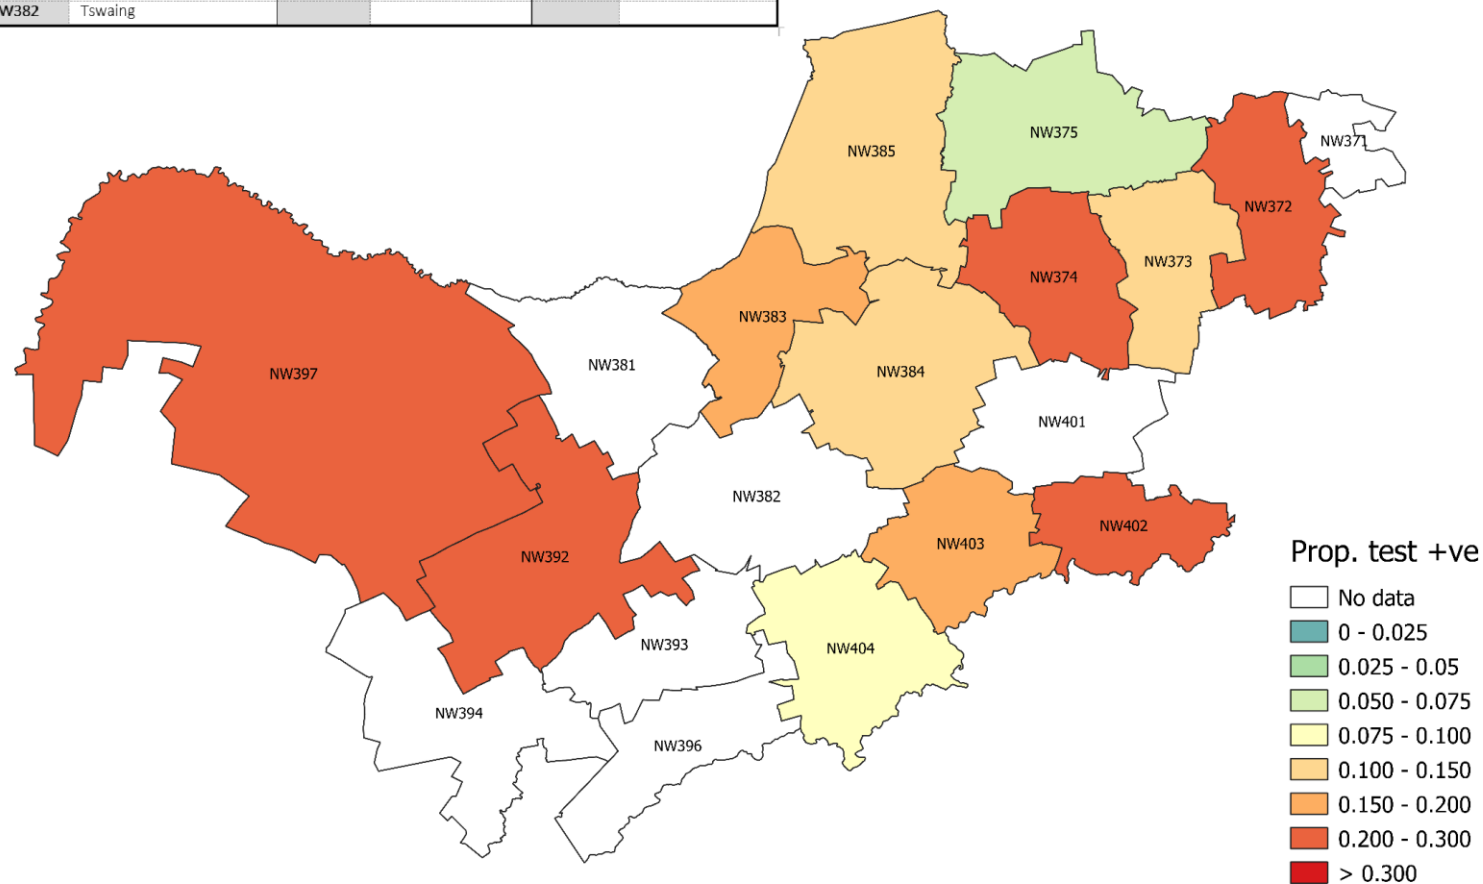 W382 Tswaing
NW385
NW375
NW371
NW372
NW374
NW373
NW383
NW397
NW381
NW384
NW401
NW382
NW392
NW403
NW402
NW393
NW404
NW394
NW396
Prop. test +ve
No data
0 - 0.025
0.025 - 0.05
0.050 - 0.075
0.075 - 0.100
0.100 - 0.150
0.150 - 0.200
0.200 - 0.300
> 0.300